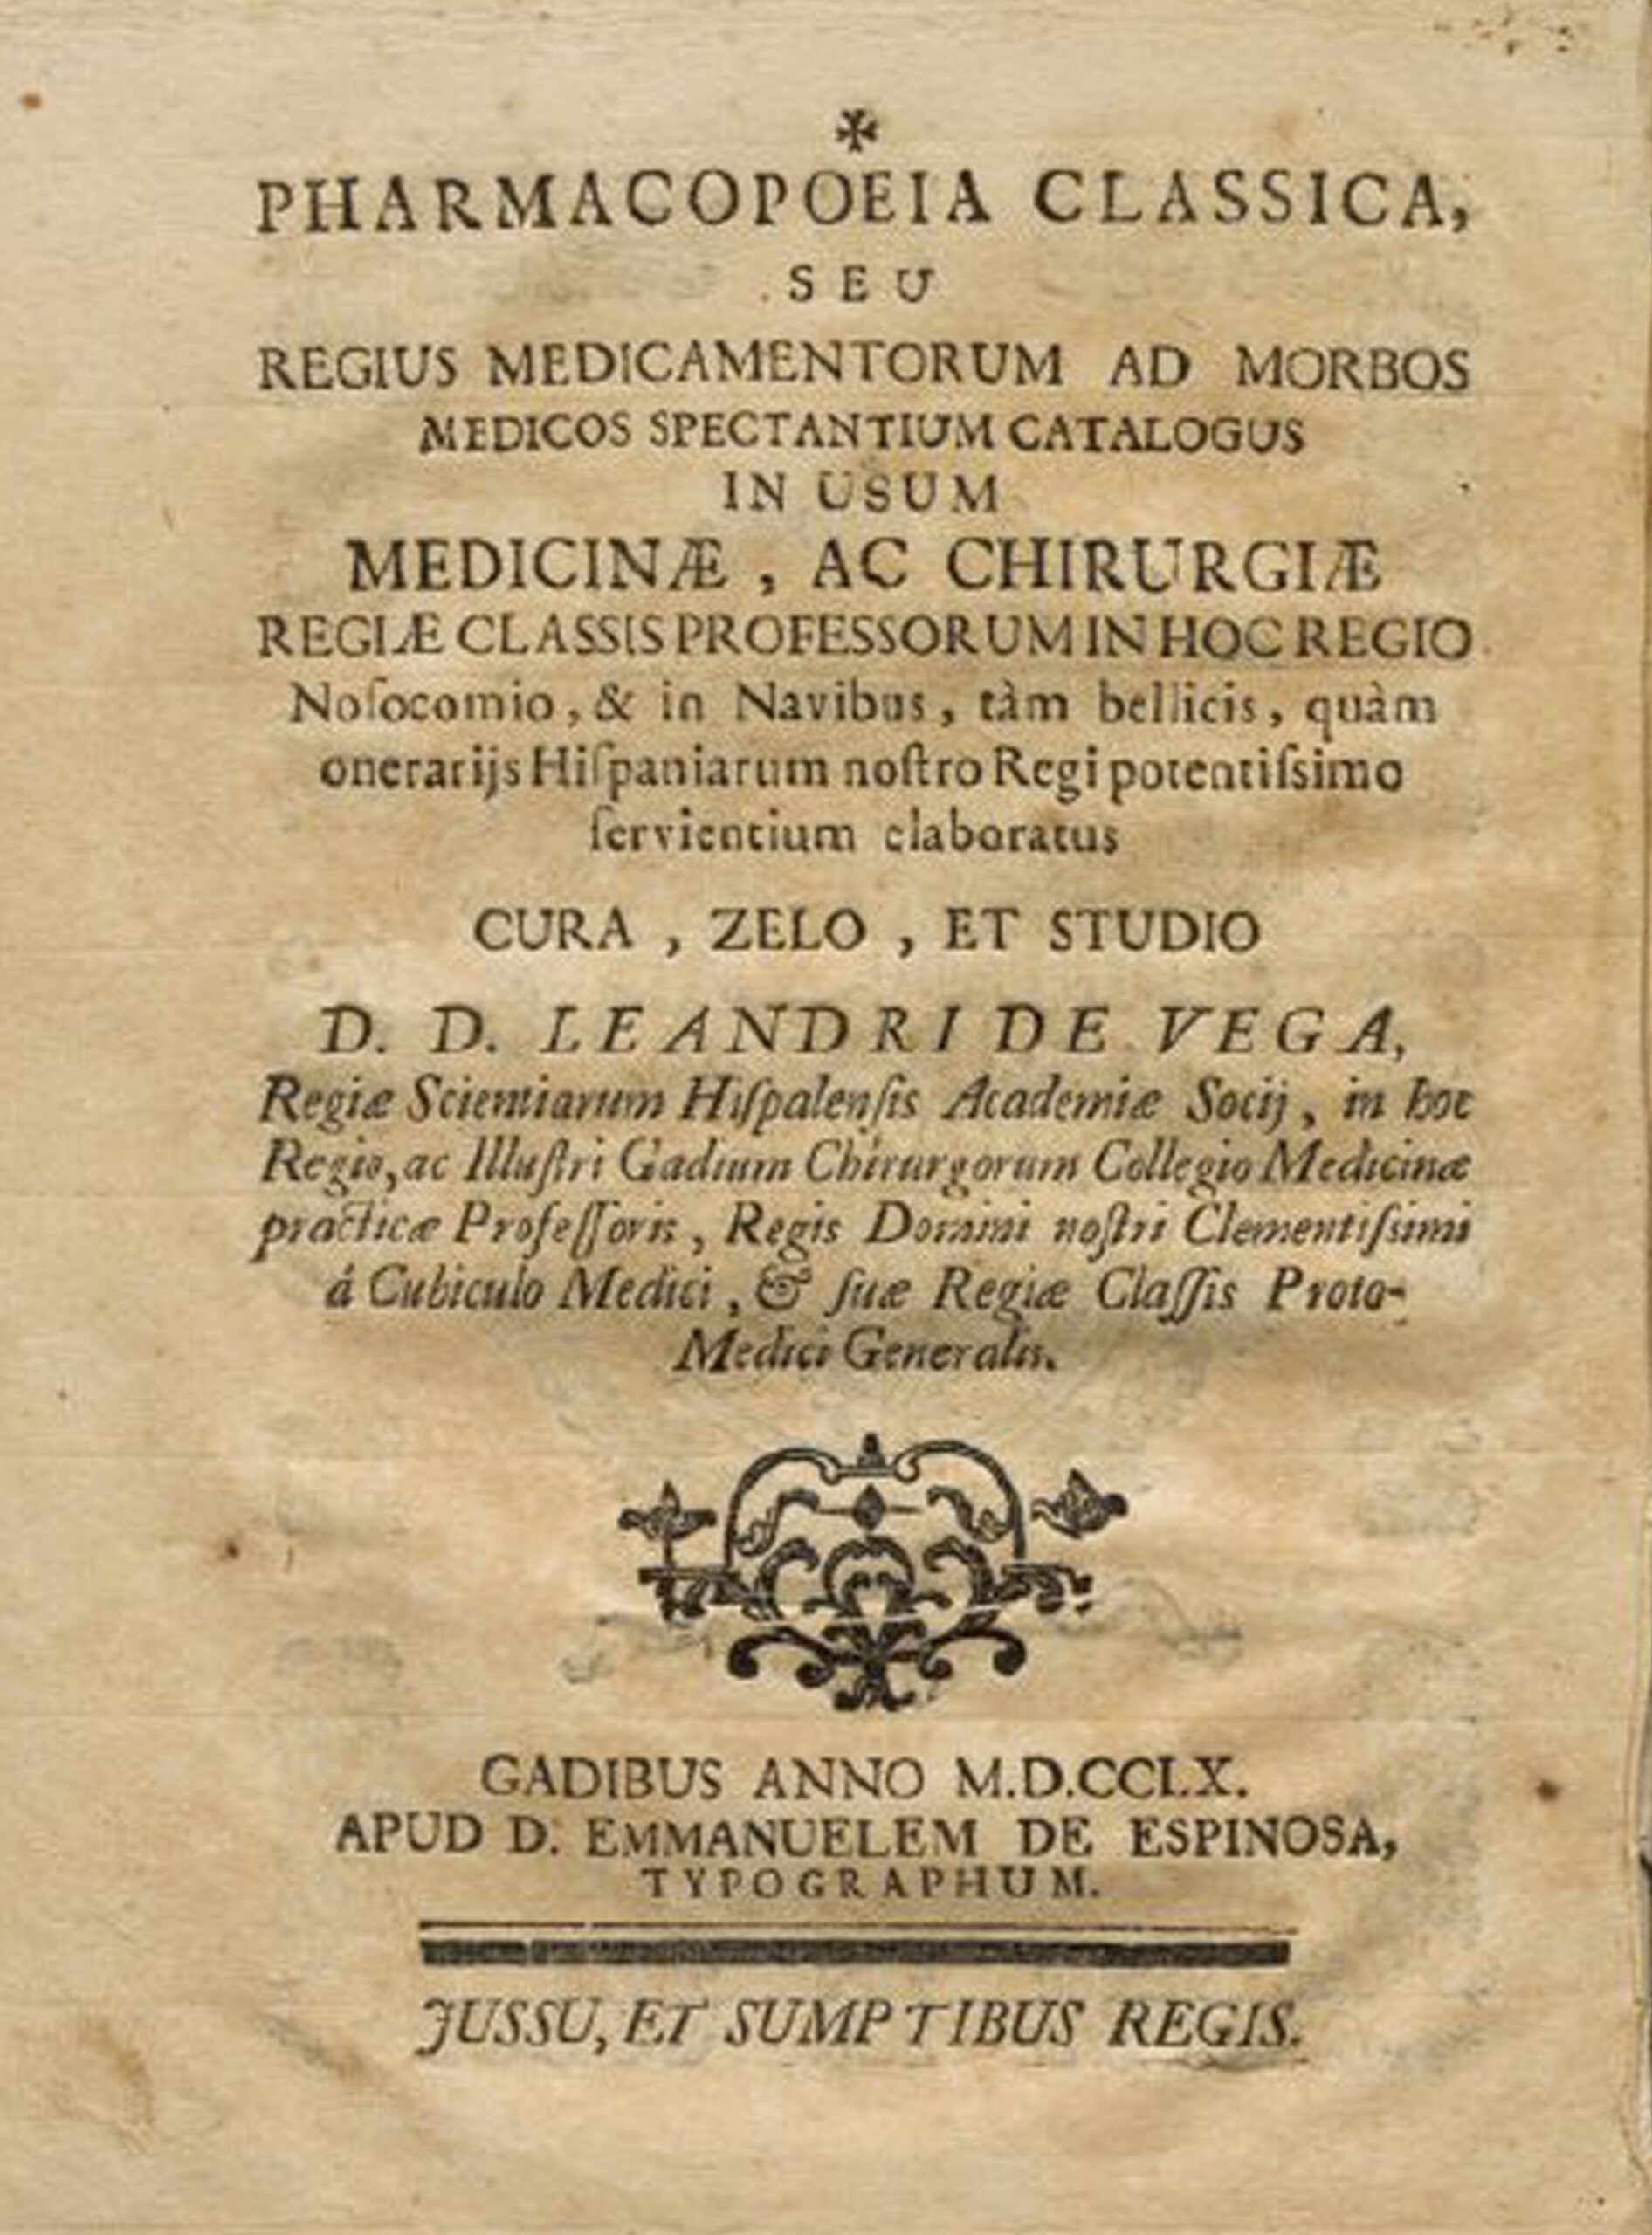 PHARMACOPOEIA CLASSICA,
SEU
REGIUS MEDICAMENTORUM AD MORBOS
MEDICOS SPECTANTIUM CATALOGUS
IN USUM
MEDICINÆ, AC CHIRURGIÆ
REGIÆ CLASSIS PROFESSORUM IN HOC REGIO
Noſocomio, & in Navibus, tàm bellicis, quàm
onerarijs Hiſpaniarum noſtro Regi potentiſsimo
ſervientium elaboratus
CURA, ZELO, ET STUDIO
D. D. LEANDRI DE VEGA,
Regiæ Scientiarum Hiſpalenſis Academiæ Socij, in hoc
Regio, ac Illuſtri Gadium Chirurgorum Collegio Medicinæ
practicæ Profeſſoris, Regis Domini noſtri Clementiſsimi
á Cubiculo Medici, & ſuæ Regiæ Claſſis Proto-
Medici Generalis.
GADIBUS ANNO M.D.CCLX.
APUD D. EMMANUELEM DE ESPINOSA,
TYPOGRAPHUM.
JUSSU, ET SUMPTIBUS REGIS.